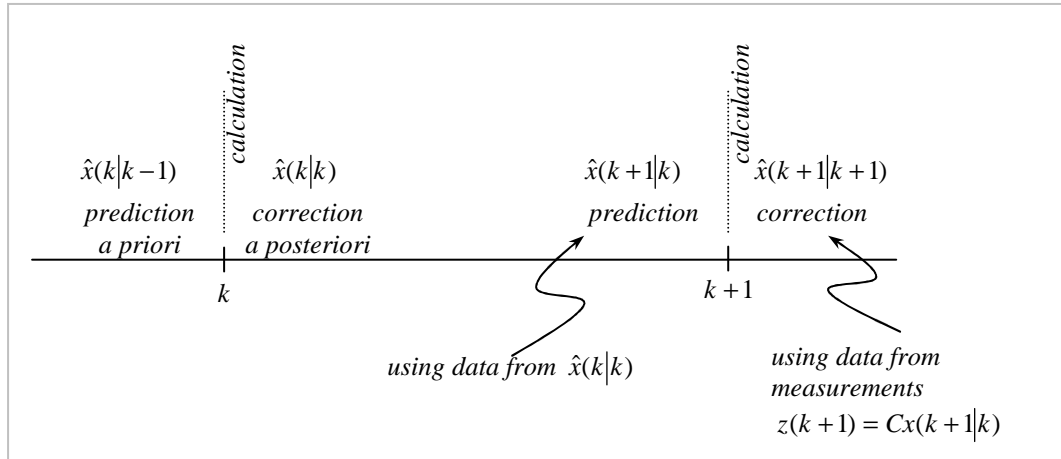 calculation
calculation
x̂(k|k−1)
x̂(k|k)
x̂(k+1|k)
x̂(k+1|k+1)
prediction
correction
prediction
correction
a priori
a posteriori
k
k+1
using data from x̂(k|k)
using data from
measurements
z(k+1) = Cx(k+1|k)